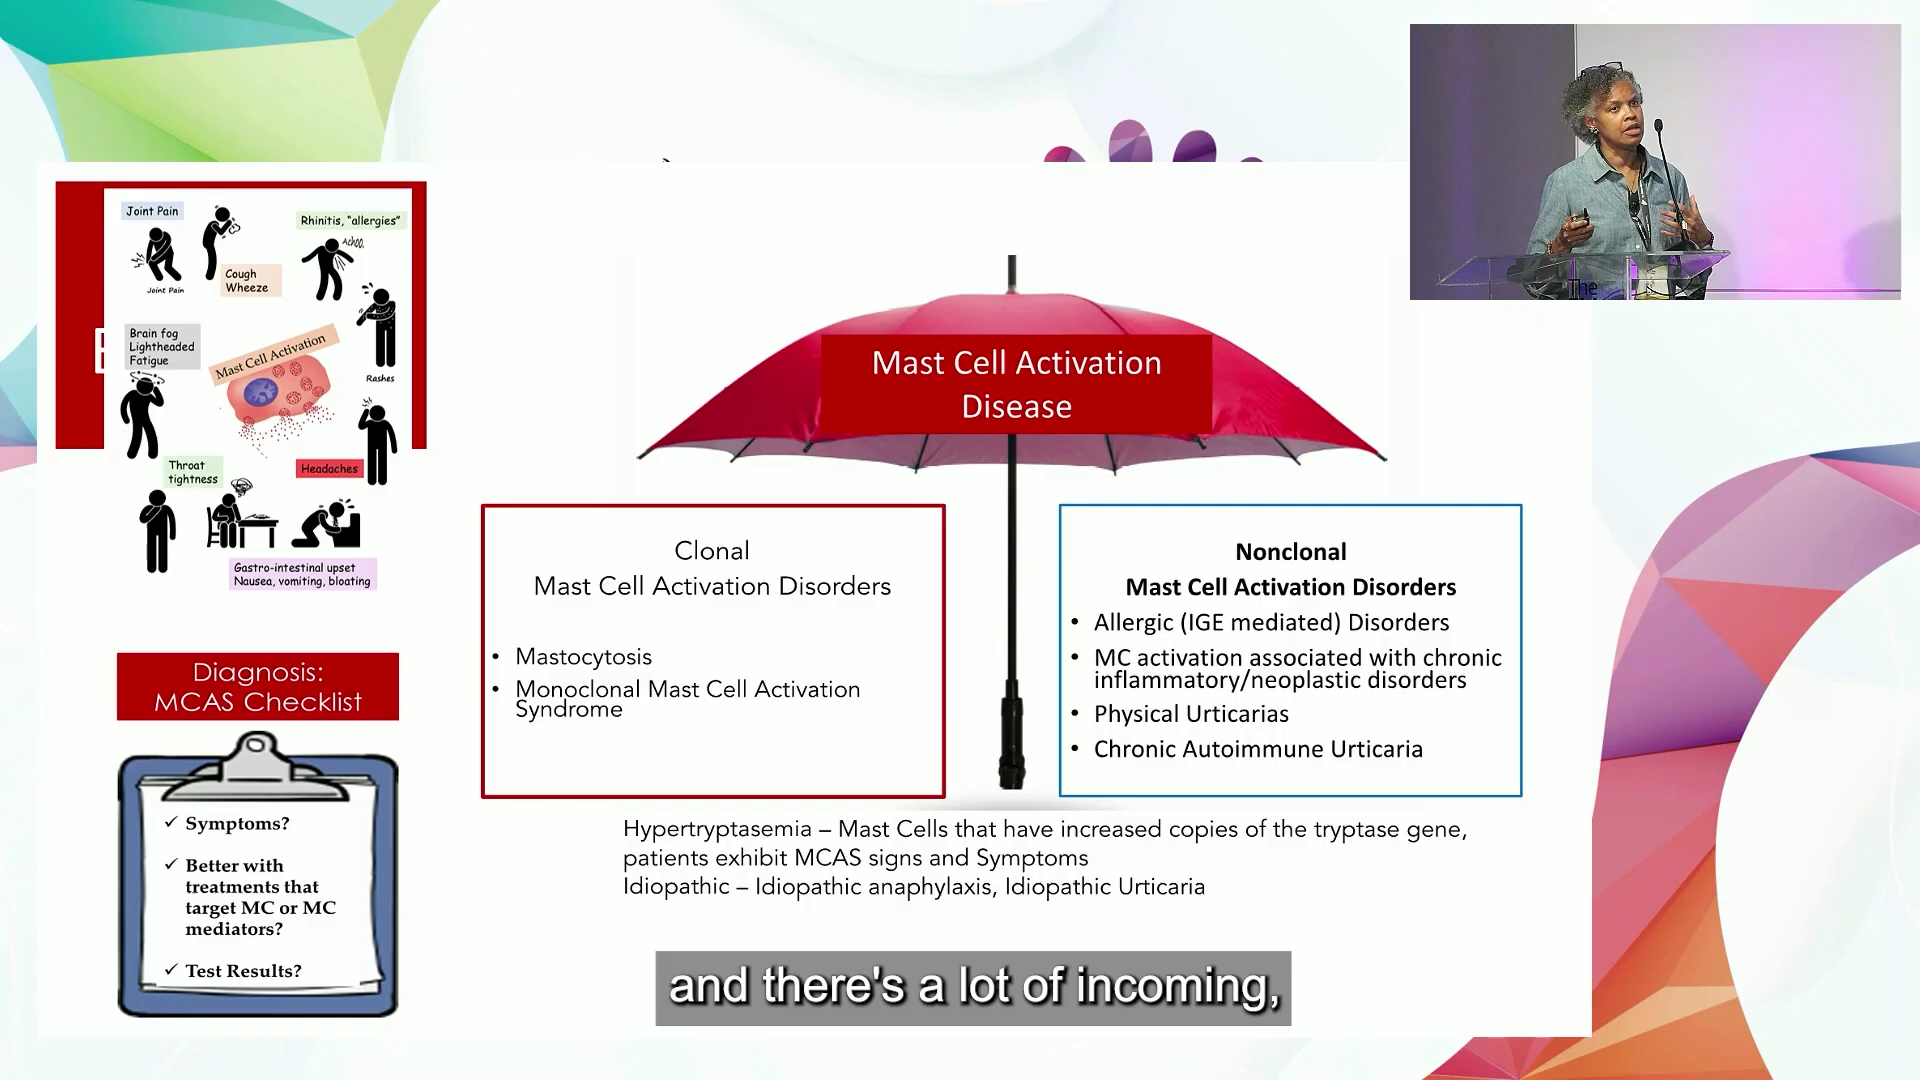 Joint Pain
Rhinitis, "allergies"
Achoo.
Cough
Wheeze
Joint Pain
Brain fog
Lightheaded
Fatigue
Mast Cell Activation
Rashes
Throat
tightness
Headaches
Gastro-intestinal upset
Nausea, vomiting, bloating
Diagnosis:
MCAS Checklist
✓ Symptoms?
✓ Better with
treatments that
target MC or MC
mediators?
✓ Test Results?
Mast Cell Activation
Disease
Clonal
Mast Cell Activation Disorders
• Mastocytosis
• Monoclonal Mast Cell Activation
Syndrome
Nonclonal
Mast Cell Activation Disorders
• Allergic (IGE mediated) Disorders
• MC activation associated with chronic
inflammatory/neoplastic disorders
• Physical Urticarias
• Chronic Autoimmune Urticaria
Hypertryptasemia – Mast Cells that have increased copies of the tryptase gene,
patients exhibit MCAS signs and Symptoms
Idiopathic – Idiopathic anaphylaxis, Idiopathic Urticaria
The
and there's a lot of incoming,